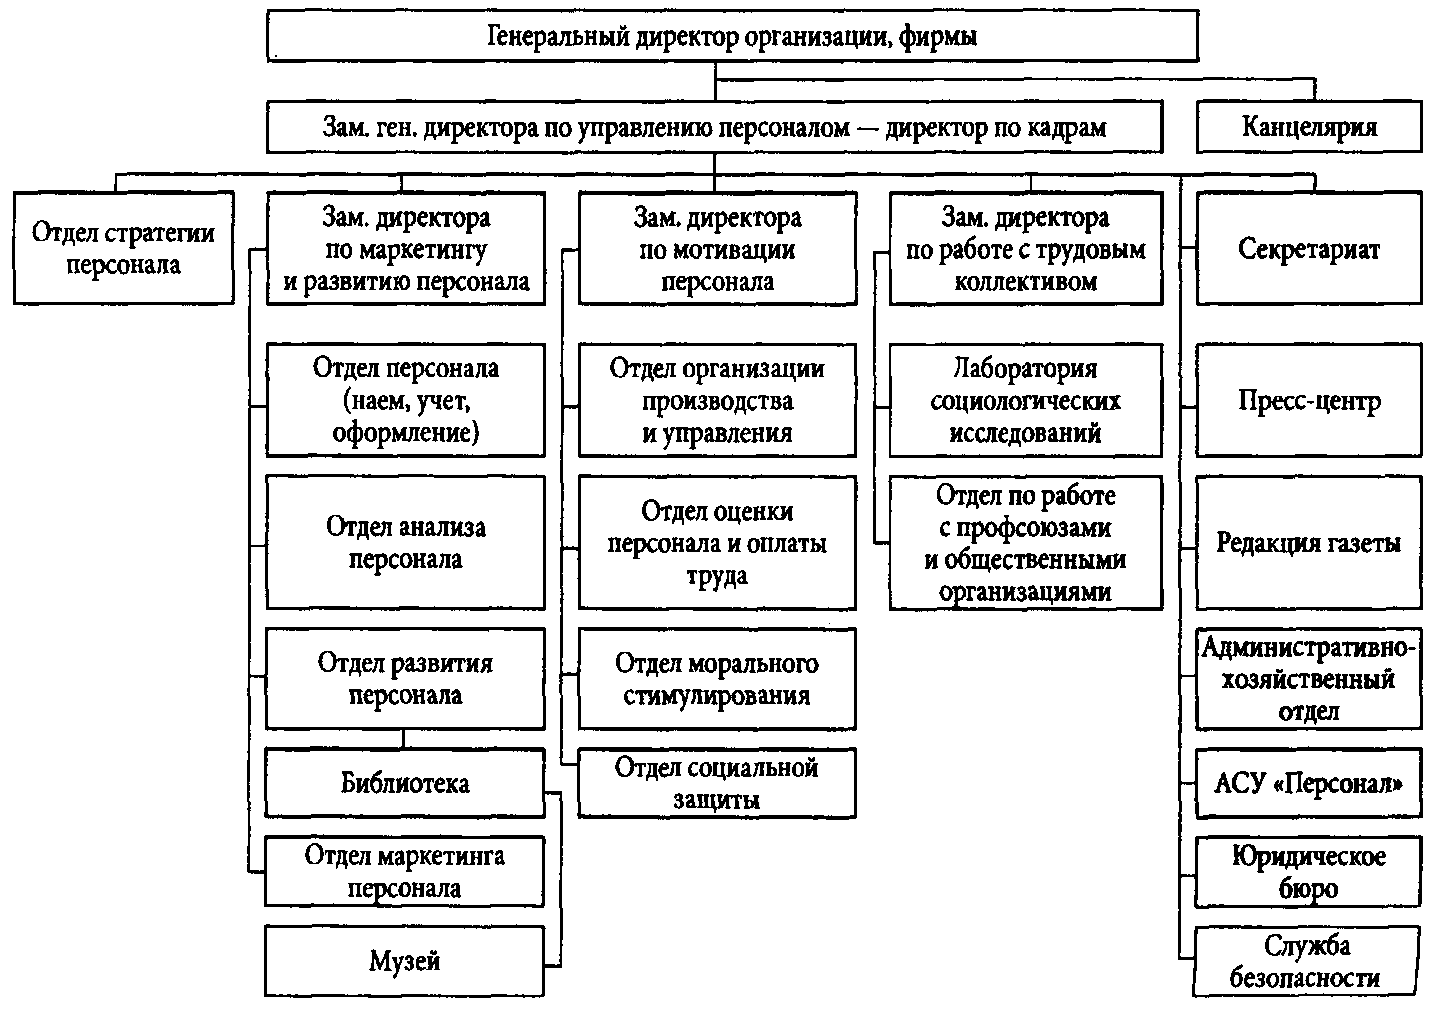 Генеральный директор организации, фирмы
Зам. ген. директора по управлению персоналом — директор по кадрам
Канцелярия
Отдел стратегии
персонала
Зам. директора
по маркетингу
и развитию персонала
Зам. директора
по мотивации
персонала
Зам. директора
по работе с трудовым
коллективом
Секретариат
Отдел персонала
(наем, учет,
оформление)
Отдел организации
производства
и управления
Лаборатория
социологических
исследований
Пресс-центр
Отдел анализа
персонала
Отдел оценки
персонала и оплаты
труда
Отдел по работе
с профсоюзами
и общественными
организациями
Редакция газеты
Отдел развития
персонала
Отдел морального
стимулирования
Административно-
хозяйственный
отдел
Библиотека
Отдел социальной
защиты
АСУ «Персонал»
Отдел маркетинга
персонала
Юридическое
бюро
Музей
Служба
безопасности